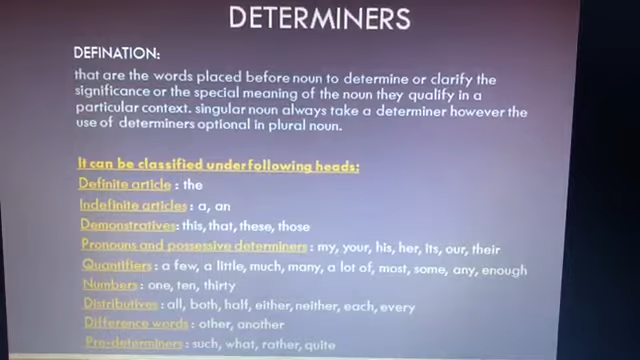 DETERMINERS
DEFINATION:
that are the words placed before noun to determine or clarify the
significance or the special meaning of the noun they qualify in a
particular context. singular noun always take a determiner however the
use of determiners optional in plural noun.
It can be classified under following heads:
Definite article : the
Indefinite articles : a, an
Demonstratives: this, that, these, those
Pronouns and possessive determiners : my, your, his, her, its, our, their
Quantifiers : a few, a little, much, many, a lot of, most, some, any, enough
Numbers : one, ten, thirty
Distributives : all, both, half, either, neither, each, every
Difference words : other, another
Pre-determiners : such, what, rather, quite